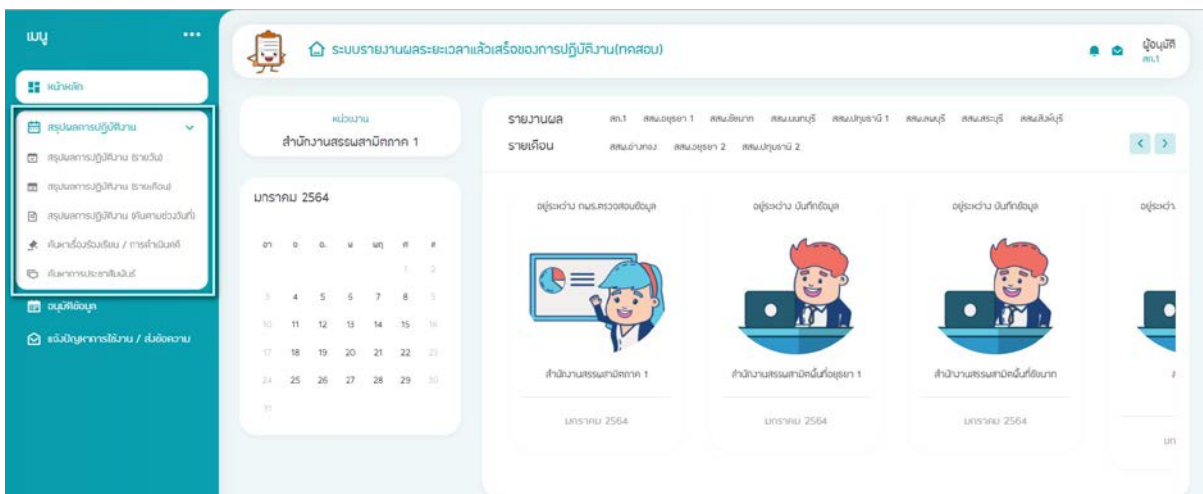 เมนู
ระบบรายงานผลระยะเวลาแล้วเสร็จของการปฏิบัติงาน(ทดสอบ)
ผู้อนุมัติ
สภ.1
หน้าหลัก
สรุปผลการปฏิบัติงาน
สรุปผลการปฏิบัติงาน (รายวัน)
สรุปผลการปฏิบัติงาน (รายเดือน)
สรุปผลการปฏิบัติงาน (ค้นตามช่วงวันที่)
ค้นหาเรื่องร้องเรียน / การดำเนินคดี
ค้นหาการประชาสัมพันธ์
อนุมัติข้อมูล
แจ้งปัญหาการใช้งาน / ส่งข้อความ
หน่วยงาน
สำนักงานสรรพสามิตภาค 1
มกราคม 2564
อา จ อ. พ พฤ ศ ส
1 2
3 4 5 6 7 8 9
10 11 12 13 14 15 16
17 18 19 20 21 22 23
24 25 26 27 28 29 30
31
รายงานผล สภ.1 สสพ.อยุธยา 1 สสพ.ชัยนาท สสพ.นนทบุรี สสพ.ปทุมธานี 1 สสพ.ลพบุรี สสพ.สระบุรี สสพ.สิงห์บุรี
รายเดือน สสพ.อ่างทอง สสพ.อยุธยา 2 สสพ.ปทุมธานี 2
อยู่ระหว่าง กผร.ตรวจสอบข้อมูล
สำนักงานสรรพสามิตภาค 1
มกราคม 2564
อยู่ระหว่าง บันทึกข้อมูล
สำนักงานสรรพสามิตพื้นที่อยุธยา 1
มกราคม 2564
อยู่ระหว่าง บันทึกข้อมูล
สำนักงานสรรพสามิตพื้นที่ชัยนาท
มกราคม 2564